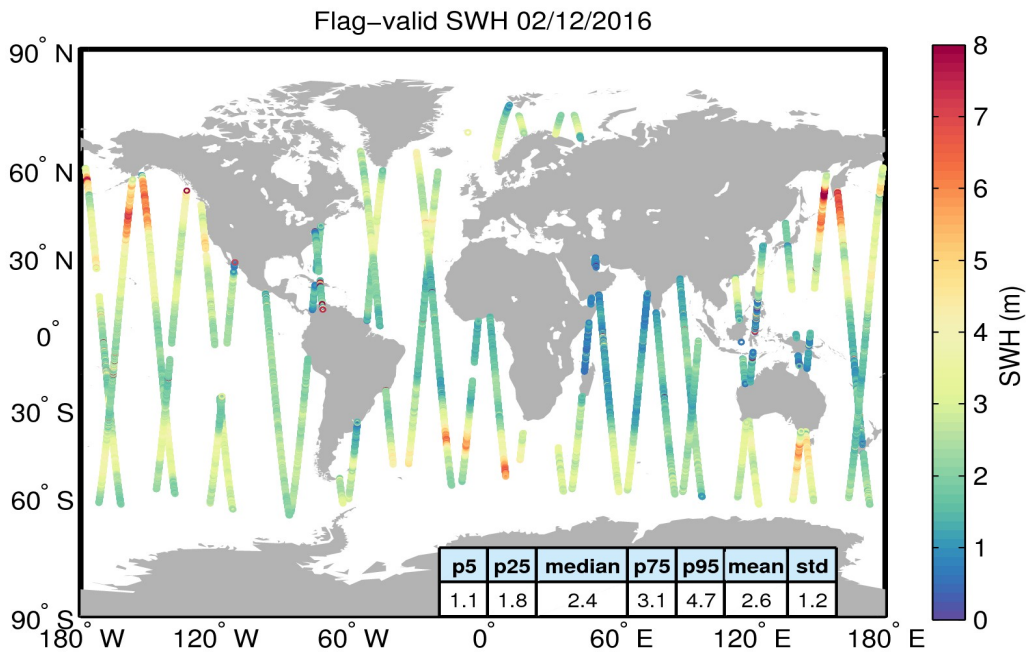 Flag−valid SWH 02/12/2016
90° N
60° N
30° N
0°
30° S
60° S
90° S
180° W
120° W
60° W
0°
60° E
120° E
180° E
p5 p25 median p75 p95 mean std
1.1 1.8 2.4 3.1 4.7 2.6 1.2
8
7
6
5
4
3
2
1
0
SWH (m)